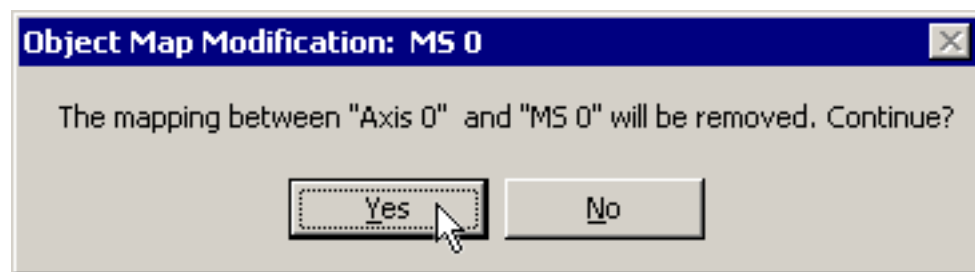 Object Map Modification: MS 0
The mapping between "Axis 0" and "MS 0" will be removed. Continue?
Yes
No